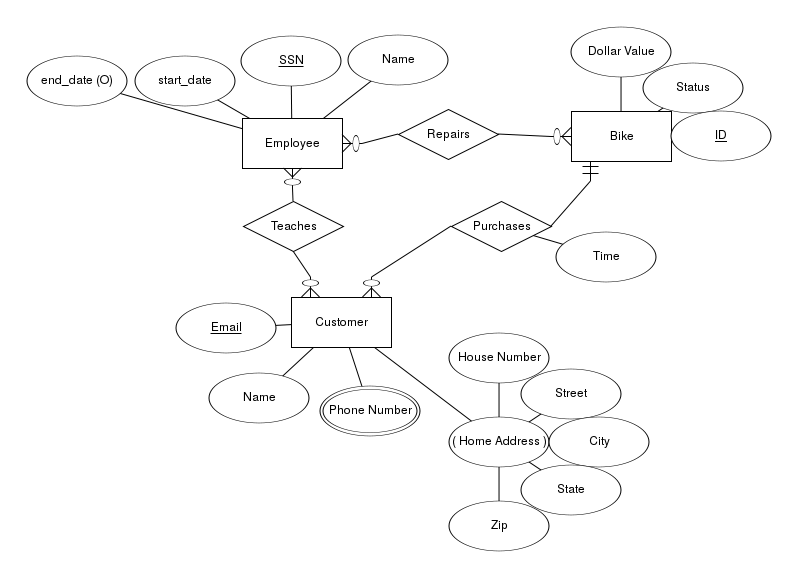 Dollar Value
end_date (O)
start_date
SSN
Name
Status
Employee
Repairs
Bike
ID
Teaches
Purchases
Time
Email
Customer
Name
Phone Number
House Number
Street
( Home Address )
City
State
Zip